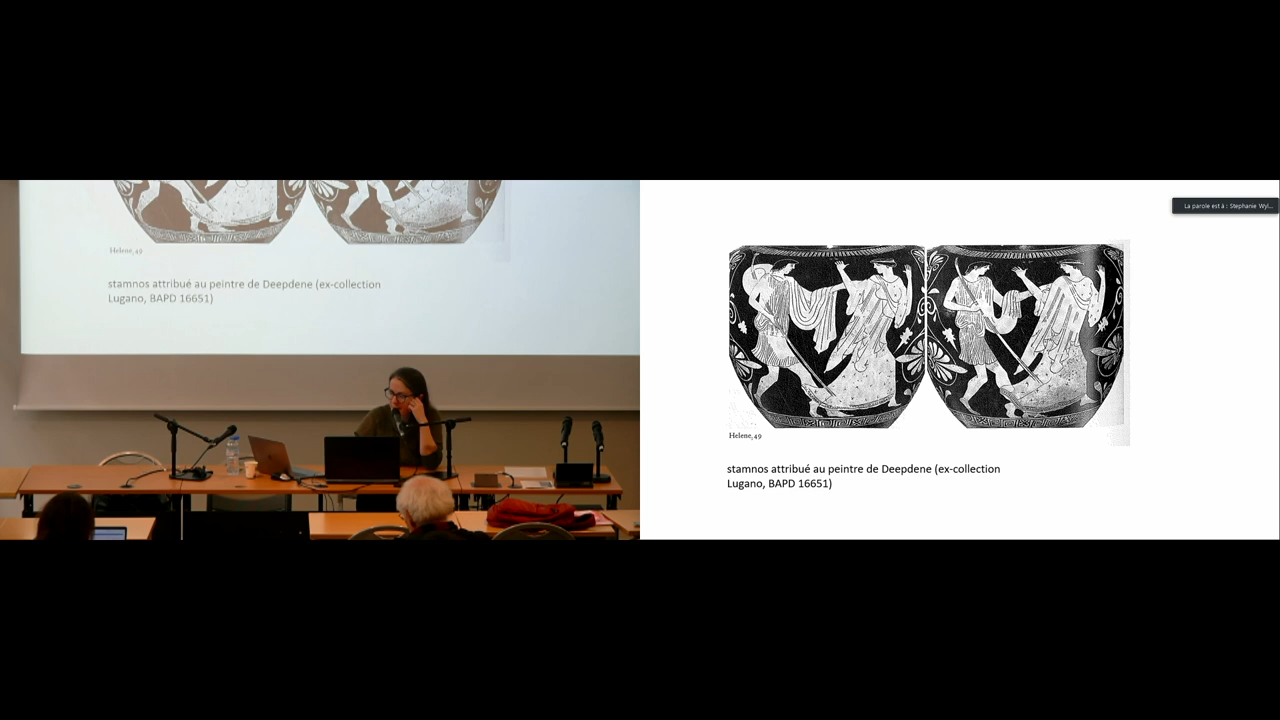 Helene, 49
stamnos attribué au peintre de Deepdene (ex-collection
Lugano, BAPD 16651)
La parole est à : Stephanie Wyl...
Helene, 49
stamnos attribué au peintre de Deepdene (ex-collection
Lugano, BAPD 16651)